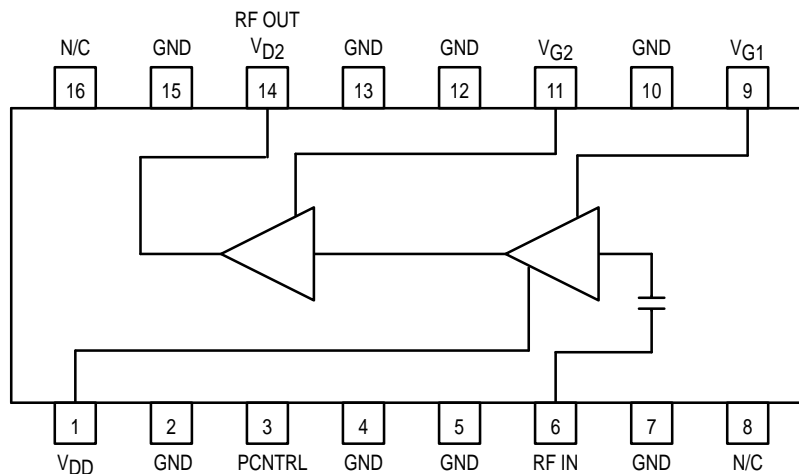 RF OUT
N/C GND VD2 GND GND VG2 GND VG1
16 15 14 13 12 11 10 9
1 2 3 4 5 6 7 8
VDD GND PCNTRL GND GND RF IN GND N/C